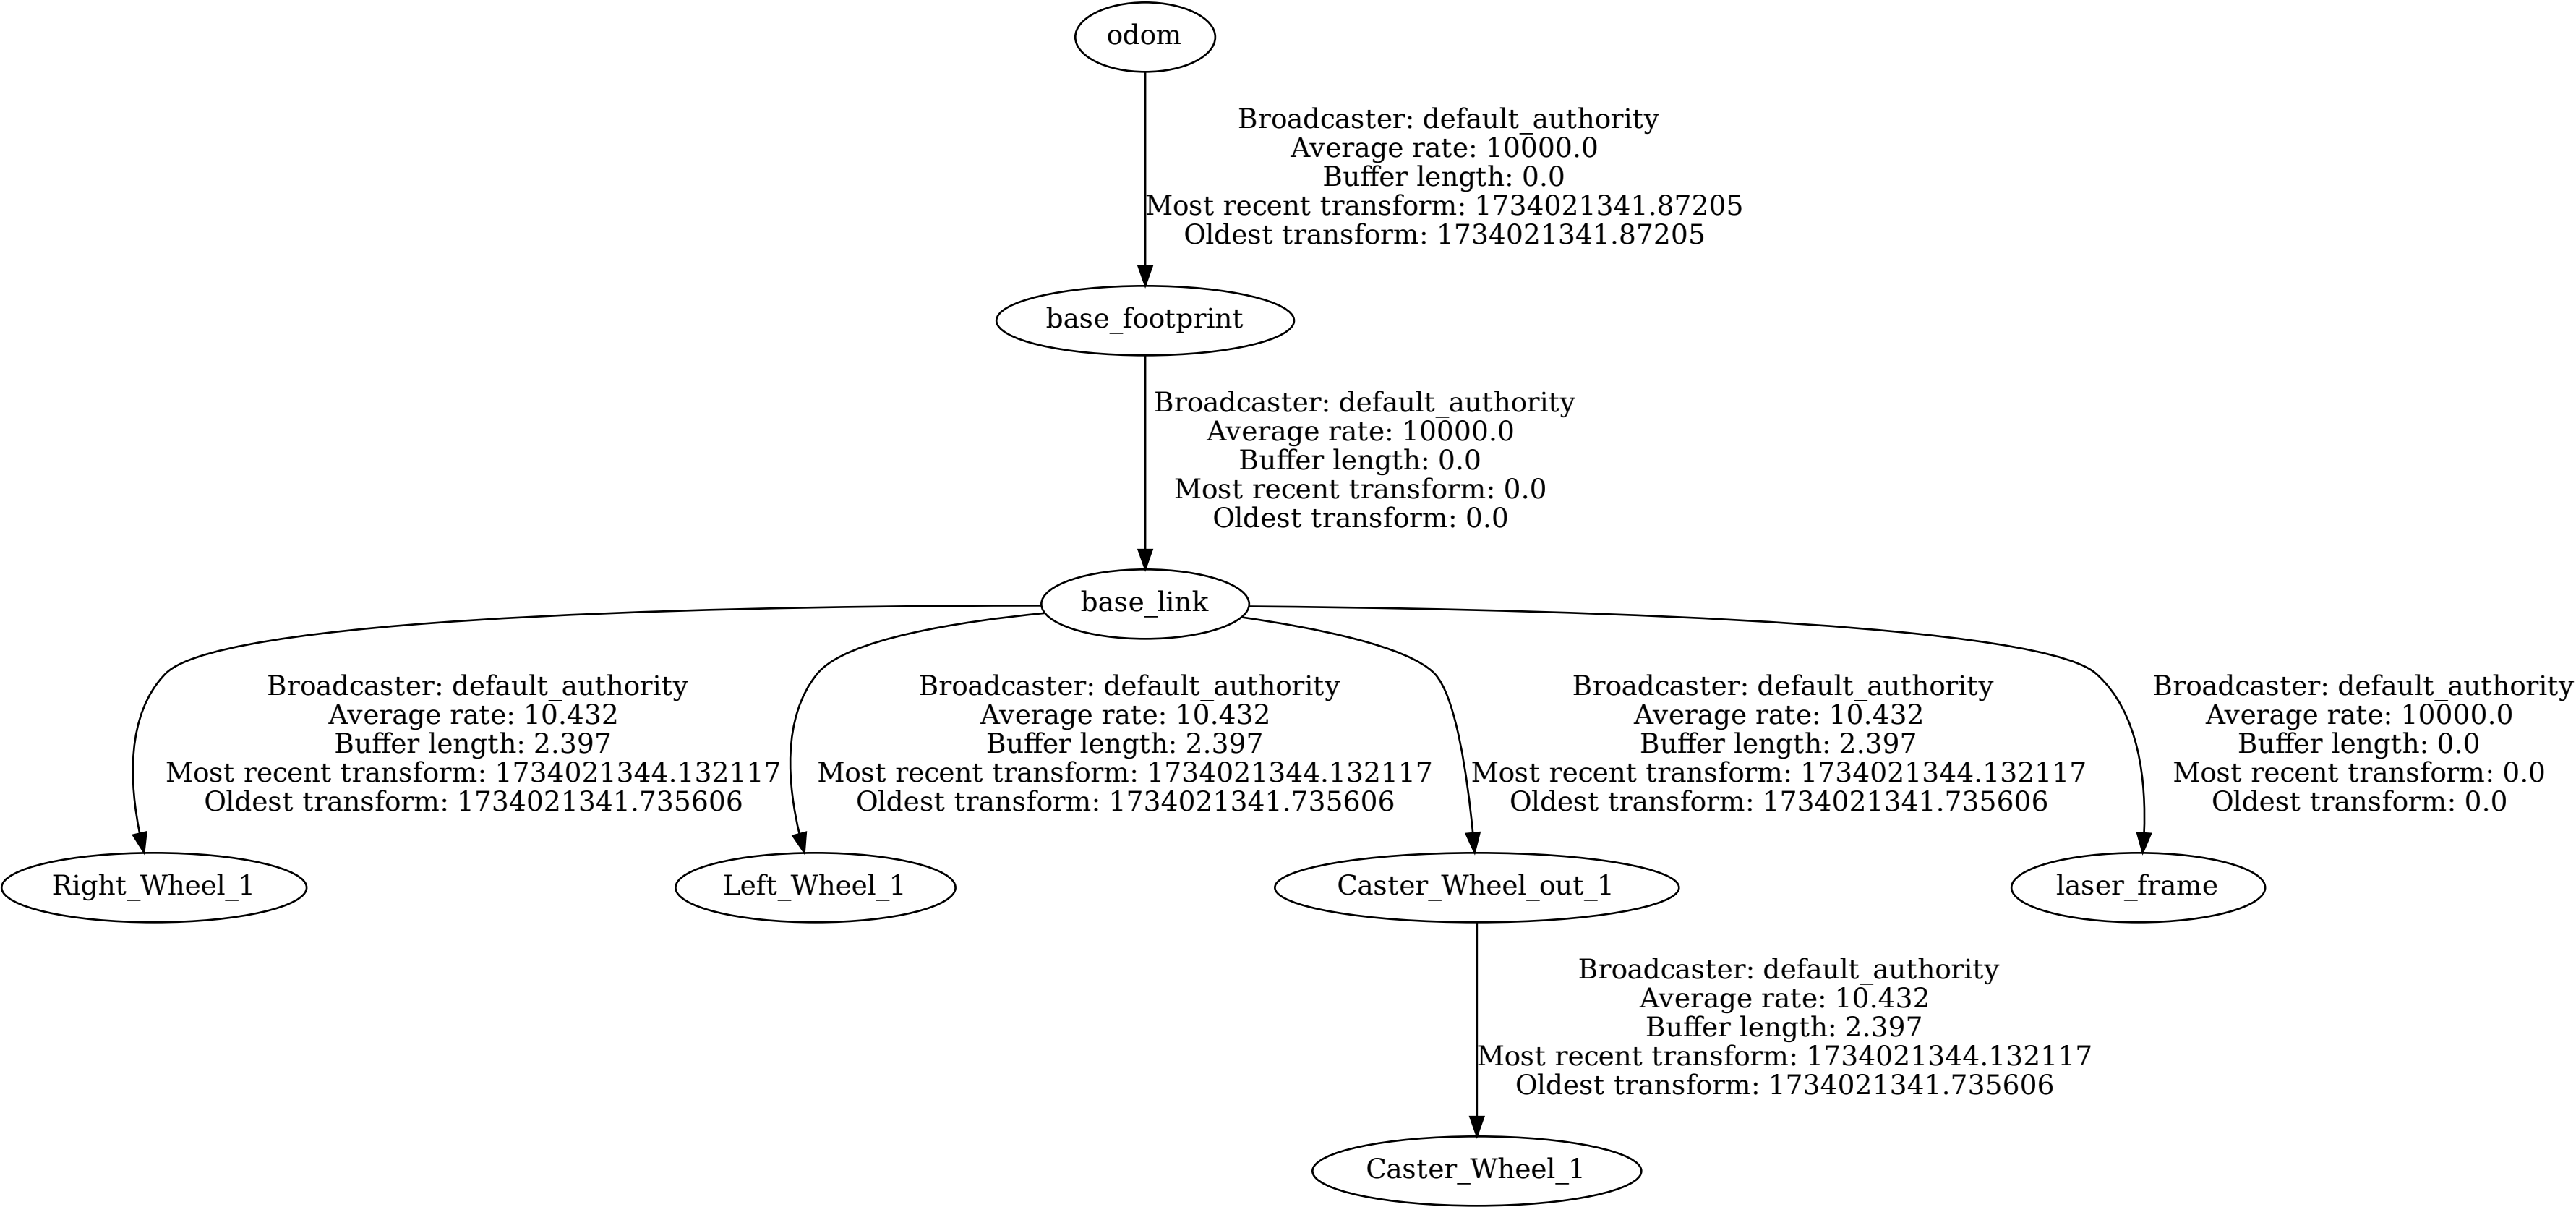 odom
Broadcaster: default_authority
Average rate: 10000.0
Buffer length: 0.0
Most recent transform: 1734021341.87205
Oldest transform: 1734021341.87205
base_footprint
Broadcaster: default_authority
Average rate: 10000.0
Buffer length: 0.0
Most recent transform: 0.0
Oldest transform: 0.0
base_link
Broadcaster: default_authority
Average rate: 10.432
Buffer length: 2.397
Most recent transform: 1734021344.132117
Oldest transform: 1734021341.735606
Broadcaster: default_authority
Average rate: 10.432
Buffer length: 2.397
Most recent transform: 1734021344.132117
Oldest transform: 1734021341.735606
Broadcaster: default_authority
Average rate: 10.432
Buffer length: 2.397
Most recent transform: 1734021344.132117
Oldest transform: 1734021341.735606
Broadcaster: default_authority
Average rate: 10000.0
Buffer length: 0.0
Most recent transform: 0.0
Oldest transform: 0.0
Right_Wheel_1
Left_Wheel_1
Caster_Wheel_out_1
laser_frame
Broadcaster: default_authority
Average rate: 10.432
Buffer length: 2.397
Most recent transform: 1734021344.132117
Oldest transform: 1734021341.735606
Caster_Wheel_1